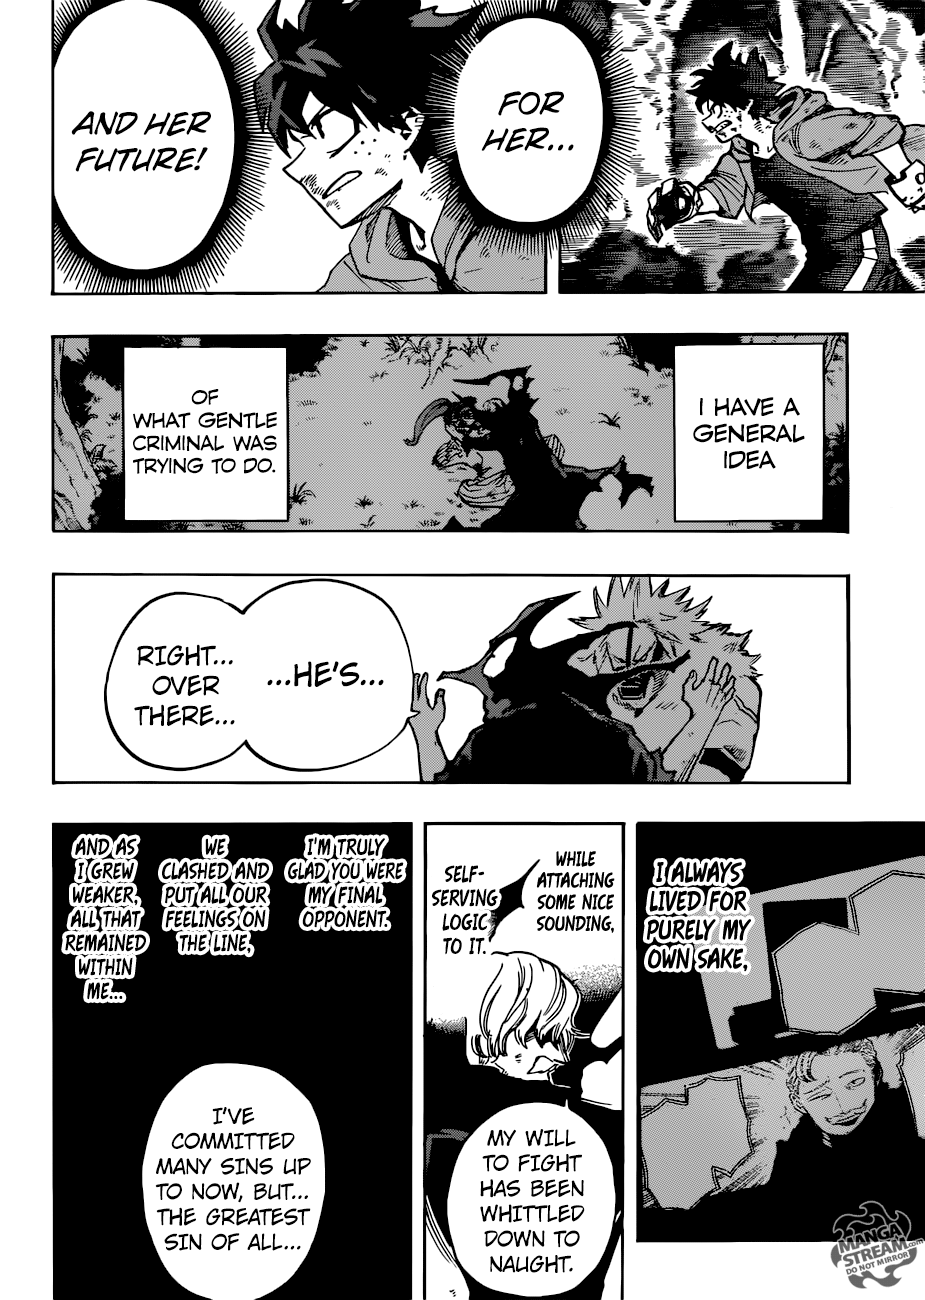 FOR
HER...
AND HER
FUTURE!
I HAVE A
GENERAL
IDEA
OF
WHAT GENTLE
CRIMINAL WAS
TRYING TO DO.
...HE'S...
RIGHT...
OVER
THERE...
I ALWAYS
LIVED FOR
PURELY MY
OWN SAKE,
WHILE
ATTACHING
SOME NICE
SOUNDING,
SELF-
SERVING
LOGIC
TO IT.
MY WILL
TO FIGHT
HAS BEEN
WHITTLED
DOWN TO
NAUGHT.
I'M TRULY
GLAD YOU WERE
MY FINAL
OPPONENT.
WE
CLASHED AND
PUT ALL OUR
FEELINGS ON
THE LINE,
AND AS
I GREW
WEAKER,
ALL THAT
REMAINED
WITHIN
ME...
I'VE
COMMITTED
MANY SINS UP
TO NOW, BUT...
THE GREATEST
SIN OF ALL...
MANGA
STREAM.com
DO NOT MIRROR